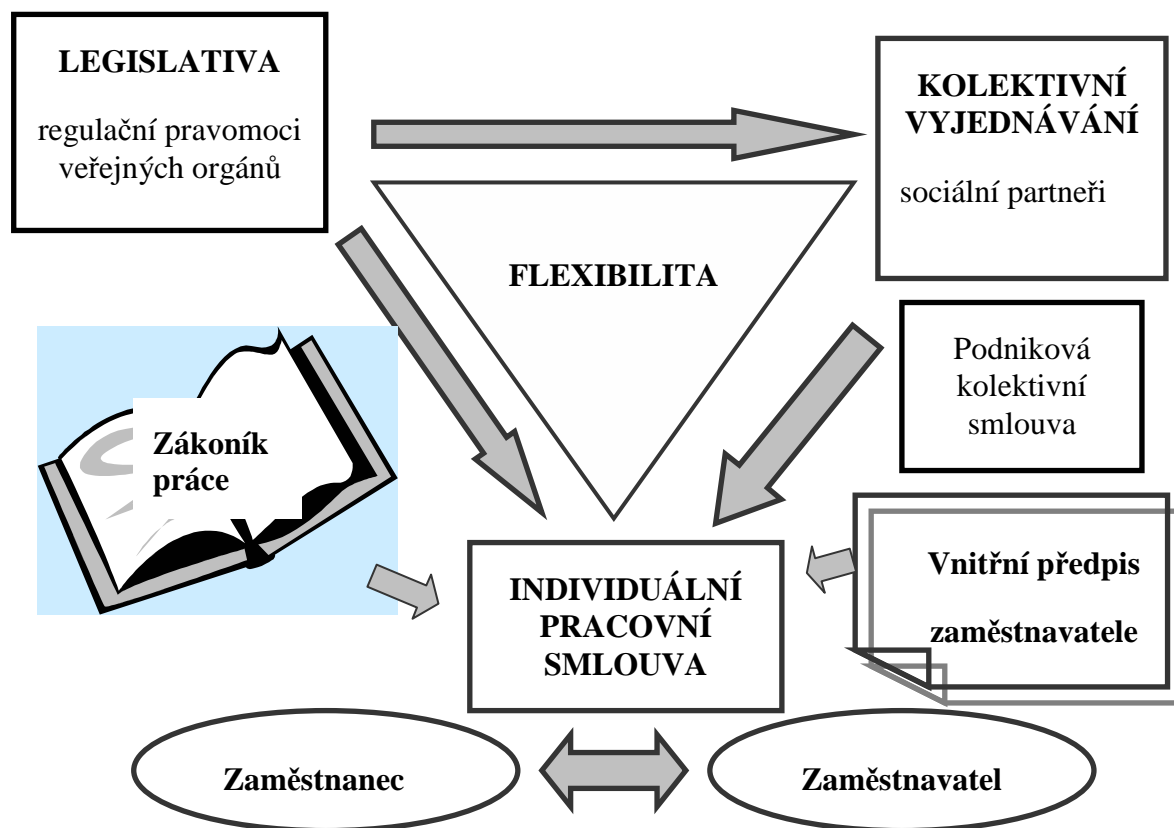 LEGISLATIVA
regulační pravomoci
veřejných orgánů
KOLEKTIVNÍ
VYJEDNÁVÁNÍ
sociální partneři
FLEXIBILITA
Podniková
kolektivní
smlouva
Zákoník
práce
Vnitřní předpis
zaměstnavatele
INDIVIDUÁLNÍ
PRACOVNÍ
SMLOUVA
Zaměstnanec
Zaměstnavatel